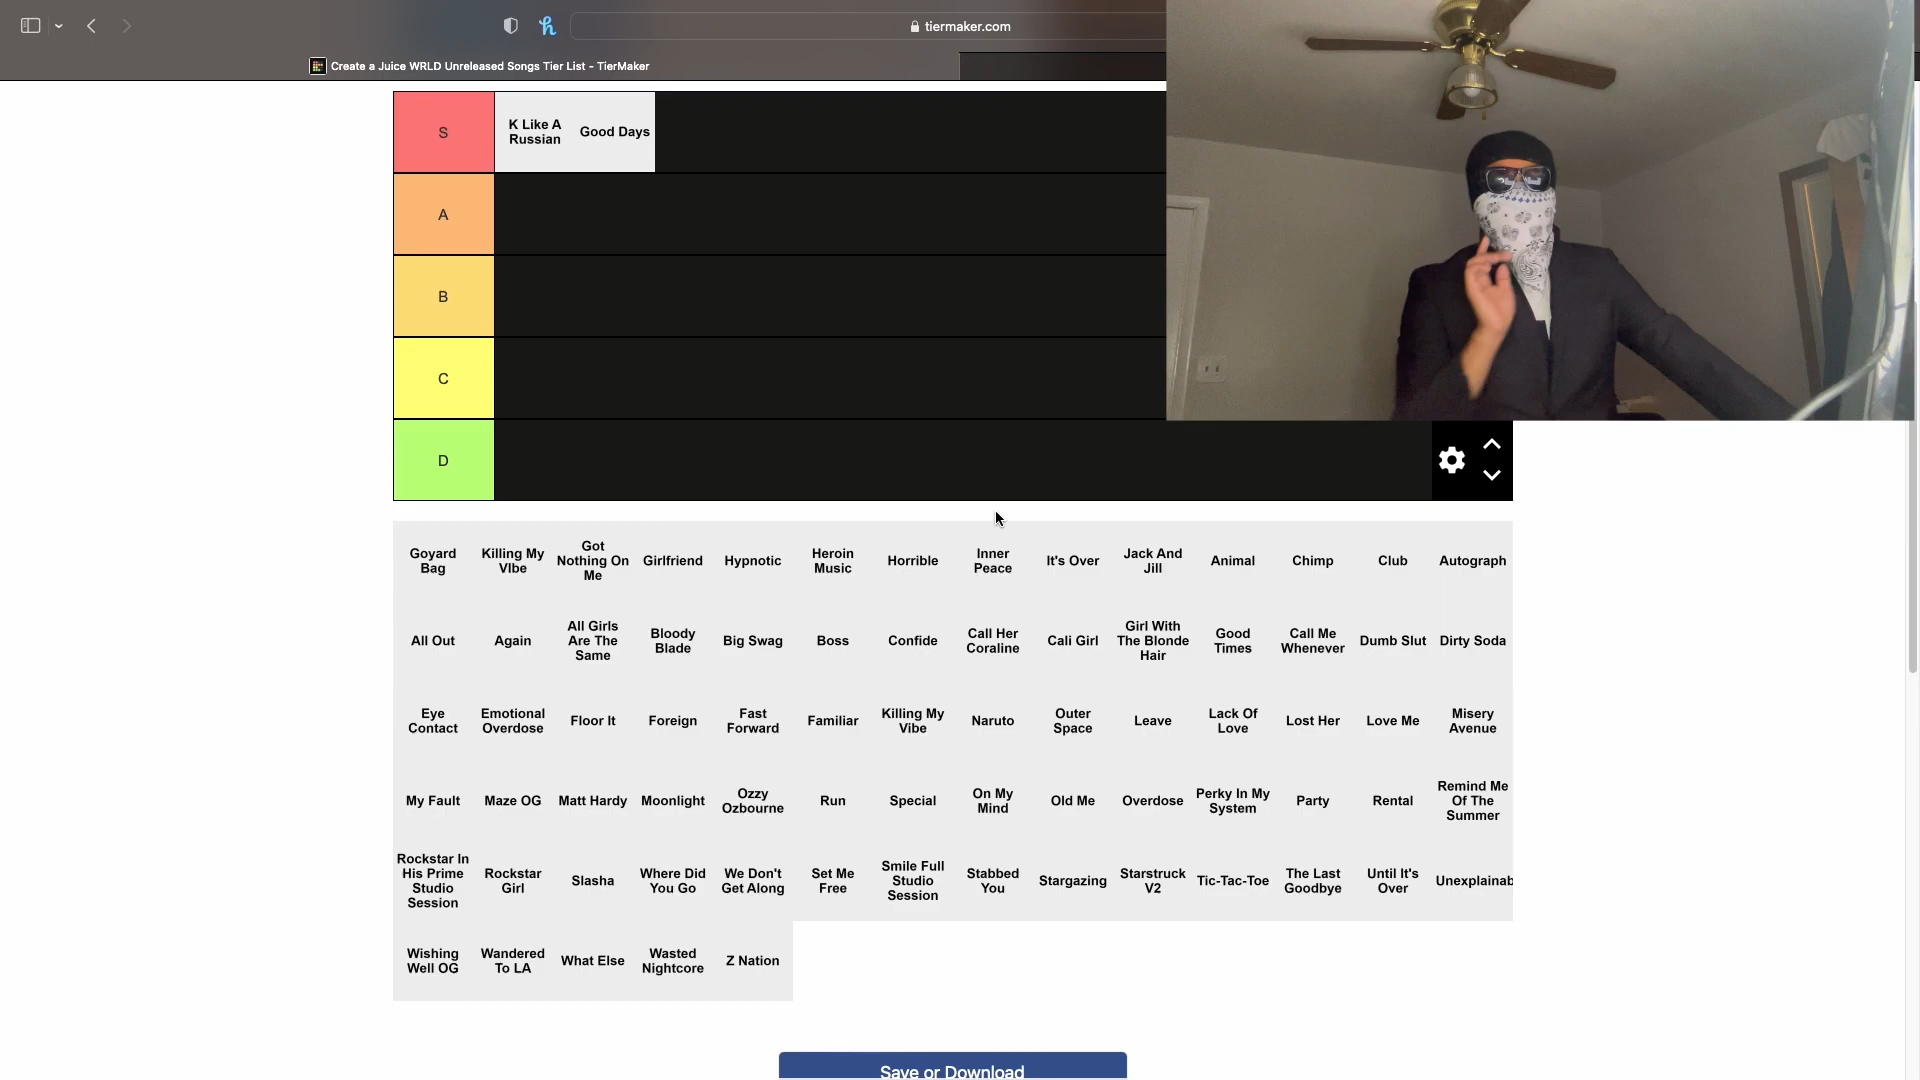 tiermaker.com
Create a Juice WRLD Unreleased Songs Tier List - TierMaker
S
K Like A
Russian
Good Days
A
B
C
D
Goyard
Bag
Killing My
VIbe
Got
Nothing On
Me
Girlfriend
Hypnotic
Heroin
Music
Horrible
Inner
Peace
It's Over
Jack And
Jill
Animal
Chimp
Club
Autograph
All Out
Again
All Girls
Are The
Same
Bloody
Blade
Big Swag
Boss
Confide
Call Her
Coraline
Cali Girl
Girl With
The Blonde
Hair
Good
Times
Call Me
Whenever
Dumb Slut
Dirty Soda
Eye
Contact
Emotional
Overdose
Floor It
Foreign
Fast
Forward
Familiar
Killing My
Vibe
Naruto
Outer
Space
Leave
Lack Of
Love
Lost Her
Love Me
Misery
Avenue
My Fault
Maze OG
Matt Hardy
Moonlight
Ozzy
Ozbourne
Run
Special
On My
Mind
Old Me
Overdose
Perky In My
System
Party
Rental
Remind Me
Of The
Summer
Rockstar In
His Prime
Studio
Session
Rockstar
Girl
Slasha
Where Did
You Go
We Don't
Get Along
Set Me
Free
Smile Full
Studio
Session
Stabbed
You
Stargazing
Starstruck
V2
Tic-Tac-Toe
The Last
Goodbye
Until It's
Over
Unexplainab
Wishing
Well OG
Wandered
To LA
What Else
Wasted
Nightcore
Z Nation
Save or Download